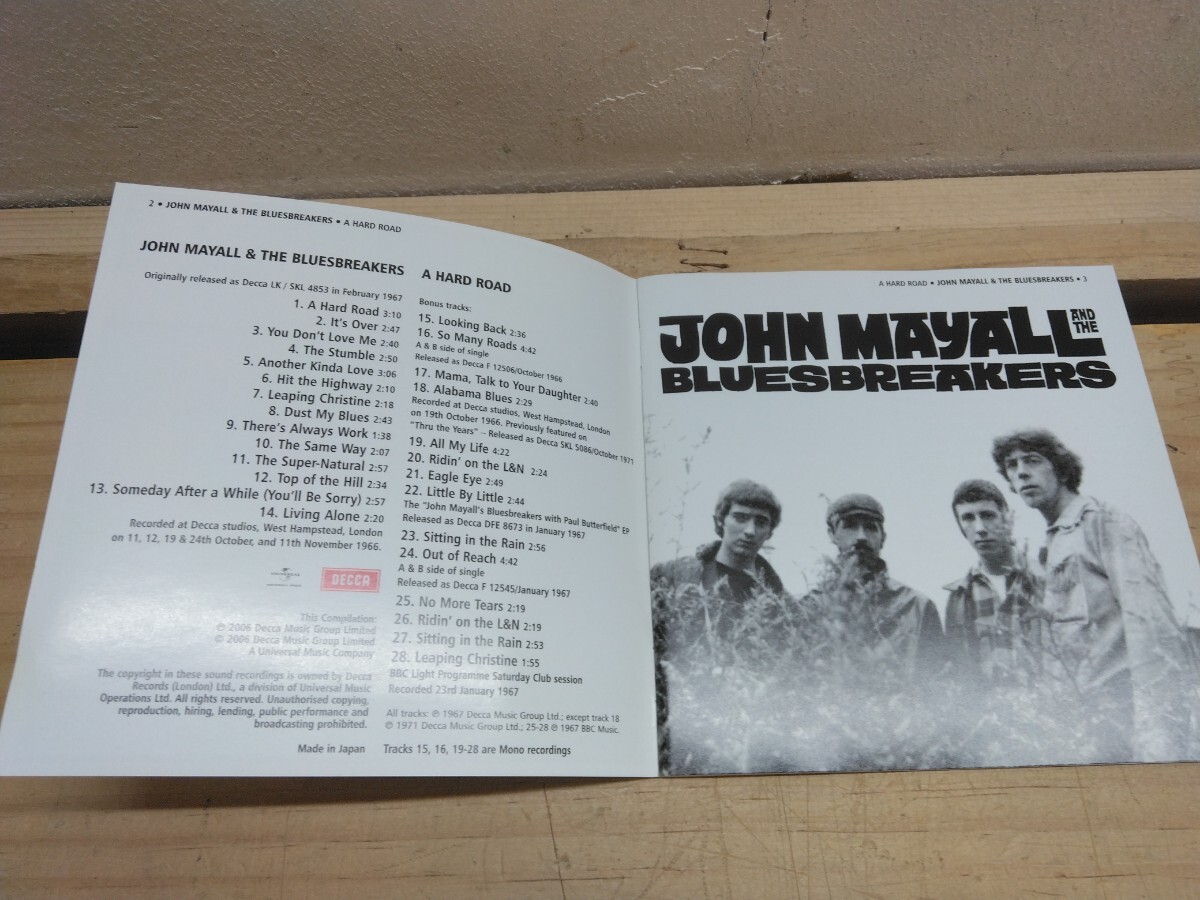 2 • JOHN MAYALL & THE BLUESBREAKERS • A HARD ROAD
JOHN MAYALL & THE BLUESBREAKERS
Originally released as Decca LK / SKL 4853 in February 1967
1. A Hard Road 3:10
2. It's Over 2:47
3. You Don't Love Me 2:40
4. The Stumble 2:50
5. Another Kinda Love 3:06
6. Hit the Highway 2:10
7. Leaping Christine 2:18
8. Dust My Blues 2:43
9. There's Always Work 1:38
10. The Same Way 2:07
11. The Super-Natural 2:57
12. Top of the Hill 2:34
13. Someday After a While (You'll Be Sorry) 2:57
14. Living Alone 2:20
Recorded at Decca studios, West Hampstead, London
on 11, 12, 19 & 24th October, and 11th November 1966.
DECCA
This Compilation:
℗ 2006 Decca Music Group Limited
© 2006 Decca Music Group Limited
A Universal Music Company
The copyright in these sound recordings is owned by Decca
Records (London) Ltd., a division of Universal Music
Operations Ltd. All rights reserved. Unauthorised copying,
reproduction, hiring, lending, public performance and
broadcasting prohibited.
Made in Japan
A HARD ROAD
Bonus tracks:
15. Looking Back 2:36
16. So Many Roads 4:42
A & B side of single
Released as Decca F 12506/October 1966
17. Mama, Talk to Your Daughter 2:40
18. Alabama Blues 2:29
Recorded at Decca studios, West Hampstead, London
on 19th October 1966. Previously featured on
"Thru the Years" – Released as Decca SKL 5086/October 1971
19. All My Life 4:22
20. Ridin' on the L&N 2:24
21. Eagle Eye 2:49
22. Little By Little 2:44
The "John Mayall's Bluesbreakers with Paul Butterfield" EP
Released as Decca DFE 8673 in January 1967
23. Sitting in the Rain 2:56
24. Out of Reach 4:42
A & B side of single
Released as Decca F 12545/January 1967
25. No More Tears 2:19
26. Ridin' on the L&N 2:19
27. Sitting in the Rain 2:53
28. Leaping Christine 1:55
BBC Light Programme Saturday Club session
Recorded 23rd January 1967
All tracks: ℗ 1967 Decca Music Group Ltd.; except track 18
℗ 1971 Decca Music Group Ltd.; 25-28 ℗ 1967 BBC Music.
Tracks 15, 16, 19-28 are Mono recordings
A HARD ROAD • JOHN MAYALL & THE BLUESBREAKERS • 3
JOHN MAYALL AND THE
BLUESBREAKERS